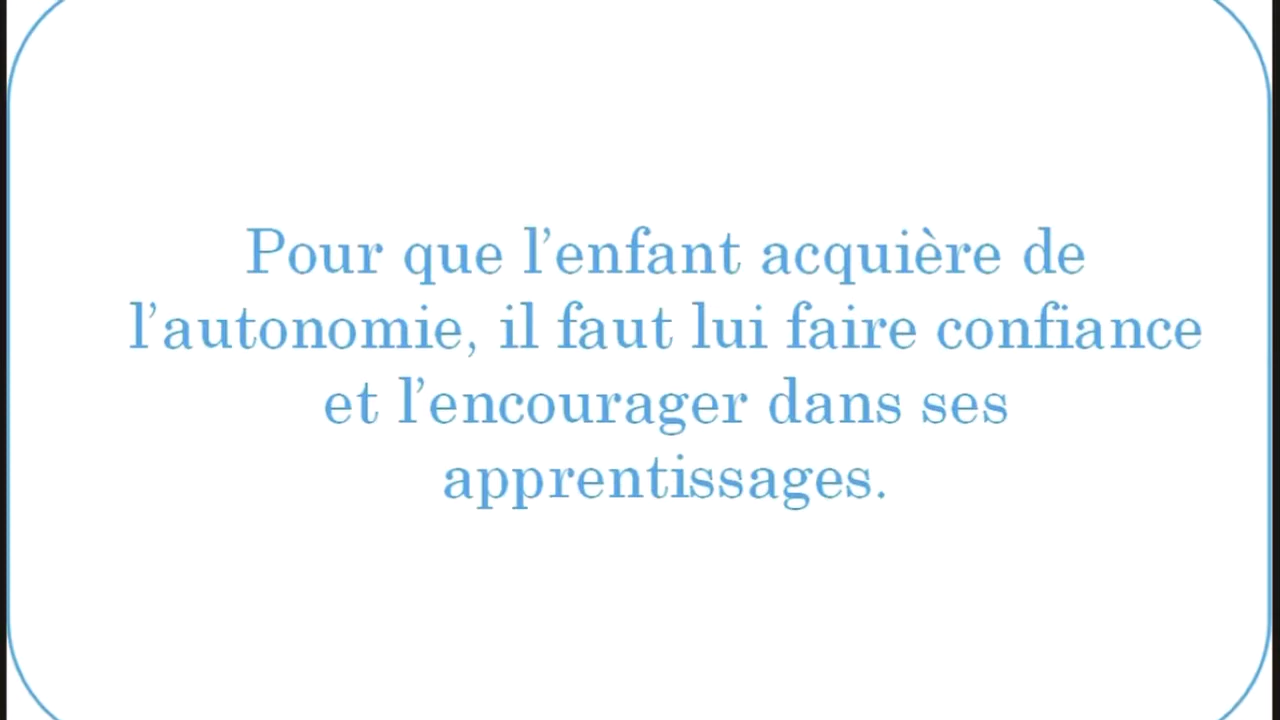 Pour que l’enfant acquière de
l’autonomie, il faut lui faire confiance
et l’encourager dans ses
apprentissages.